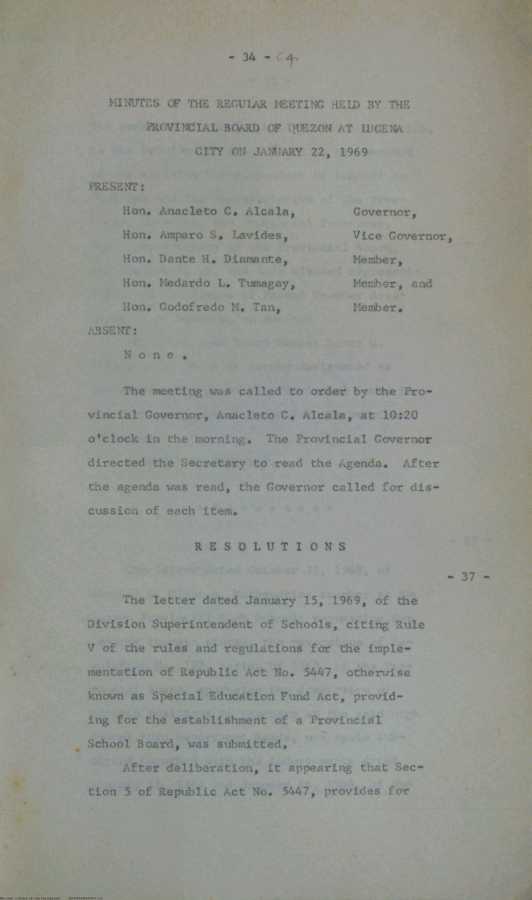 - 34 -
MINUTES OF THE REGULAR MEETING HELD BY THE
PROVINCIAL BOARD OF QUEZON AT LUCENA
CITY ON JANUARY 22, 1969
PRESENT:
Hon. Anacleto C. Alcala, Governor,
Hon. Amparo S. Lavides, Vice Governor,
Hon. Dante H. Diamante, Member,
Hon. Medardo L. Tumagay, Member, and
Hon. Godofredo M. Tan, Member.
ABSENT:
N o n e .
The meeting was called to order by the Pro-
vincial Governor, Anacleto C. Alcala, at 10:20
o'clock in the morning. The Provincial Governor
directed the Secretary to read the Agenda. After
the agenda was read, the Governor called for dis-
cussion of each item.
R E S O L U T I O N S
- 37 -
The letter dated January 15, 1969, of the
Division Superintendent of Schools, citing Rule
V of the rules and regulations for the imple-
mentation of Republic Act No. 5447, otherwise
known as Special Education Fund Act, provid-
ing for the establishment of a Provincial
School Board, was submitted.
After deliberation, it appearing that Sec-
tion 5 of Republic Act No. 5447, provides for